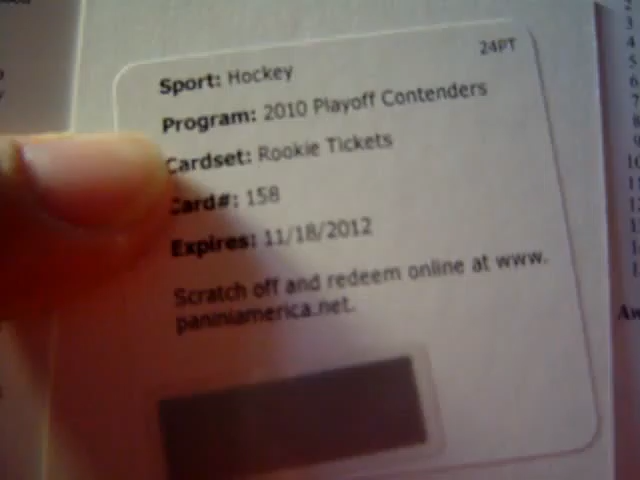 24PT
Sport: Hockey
Program: 2010 Playoff Contenders
Cardset: Rookie Tickets
Card#: 158
Expires: 11/18/2012
Scratch off and redeem online at www.
paniniamerica.net.